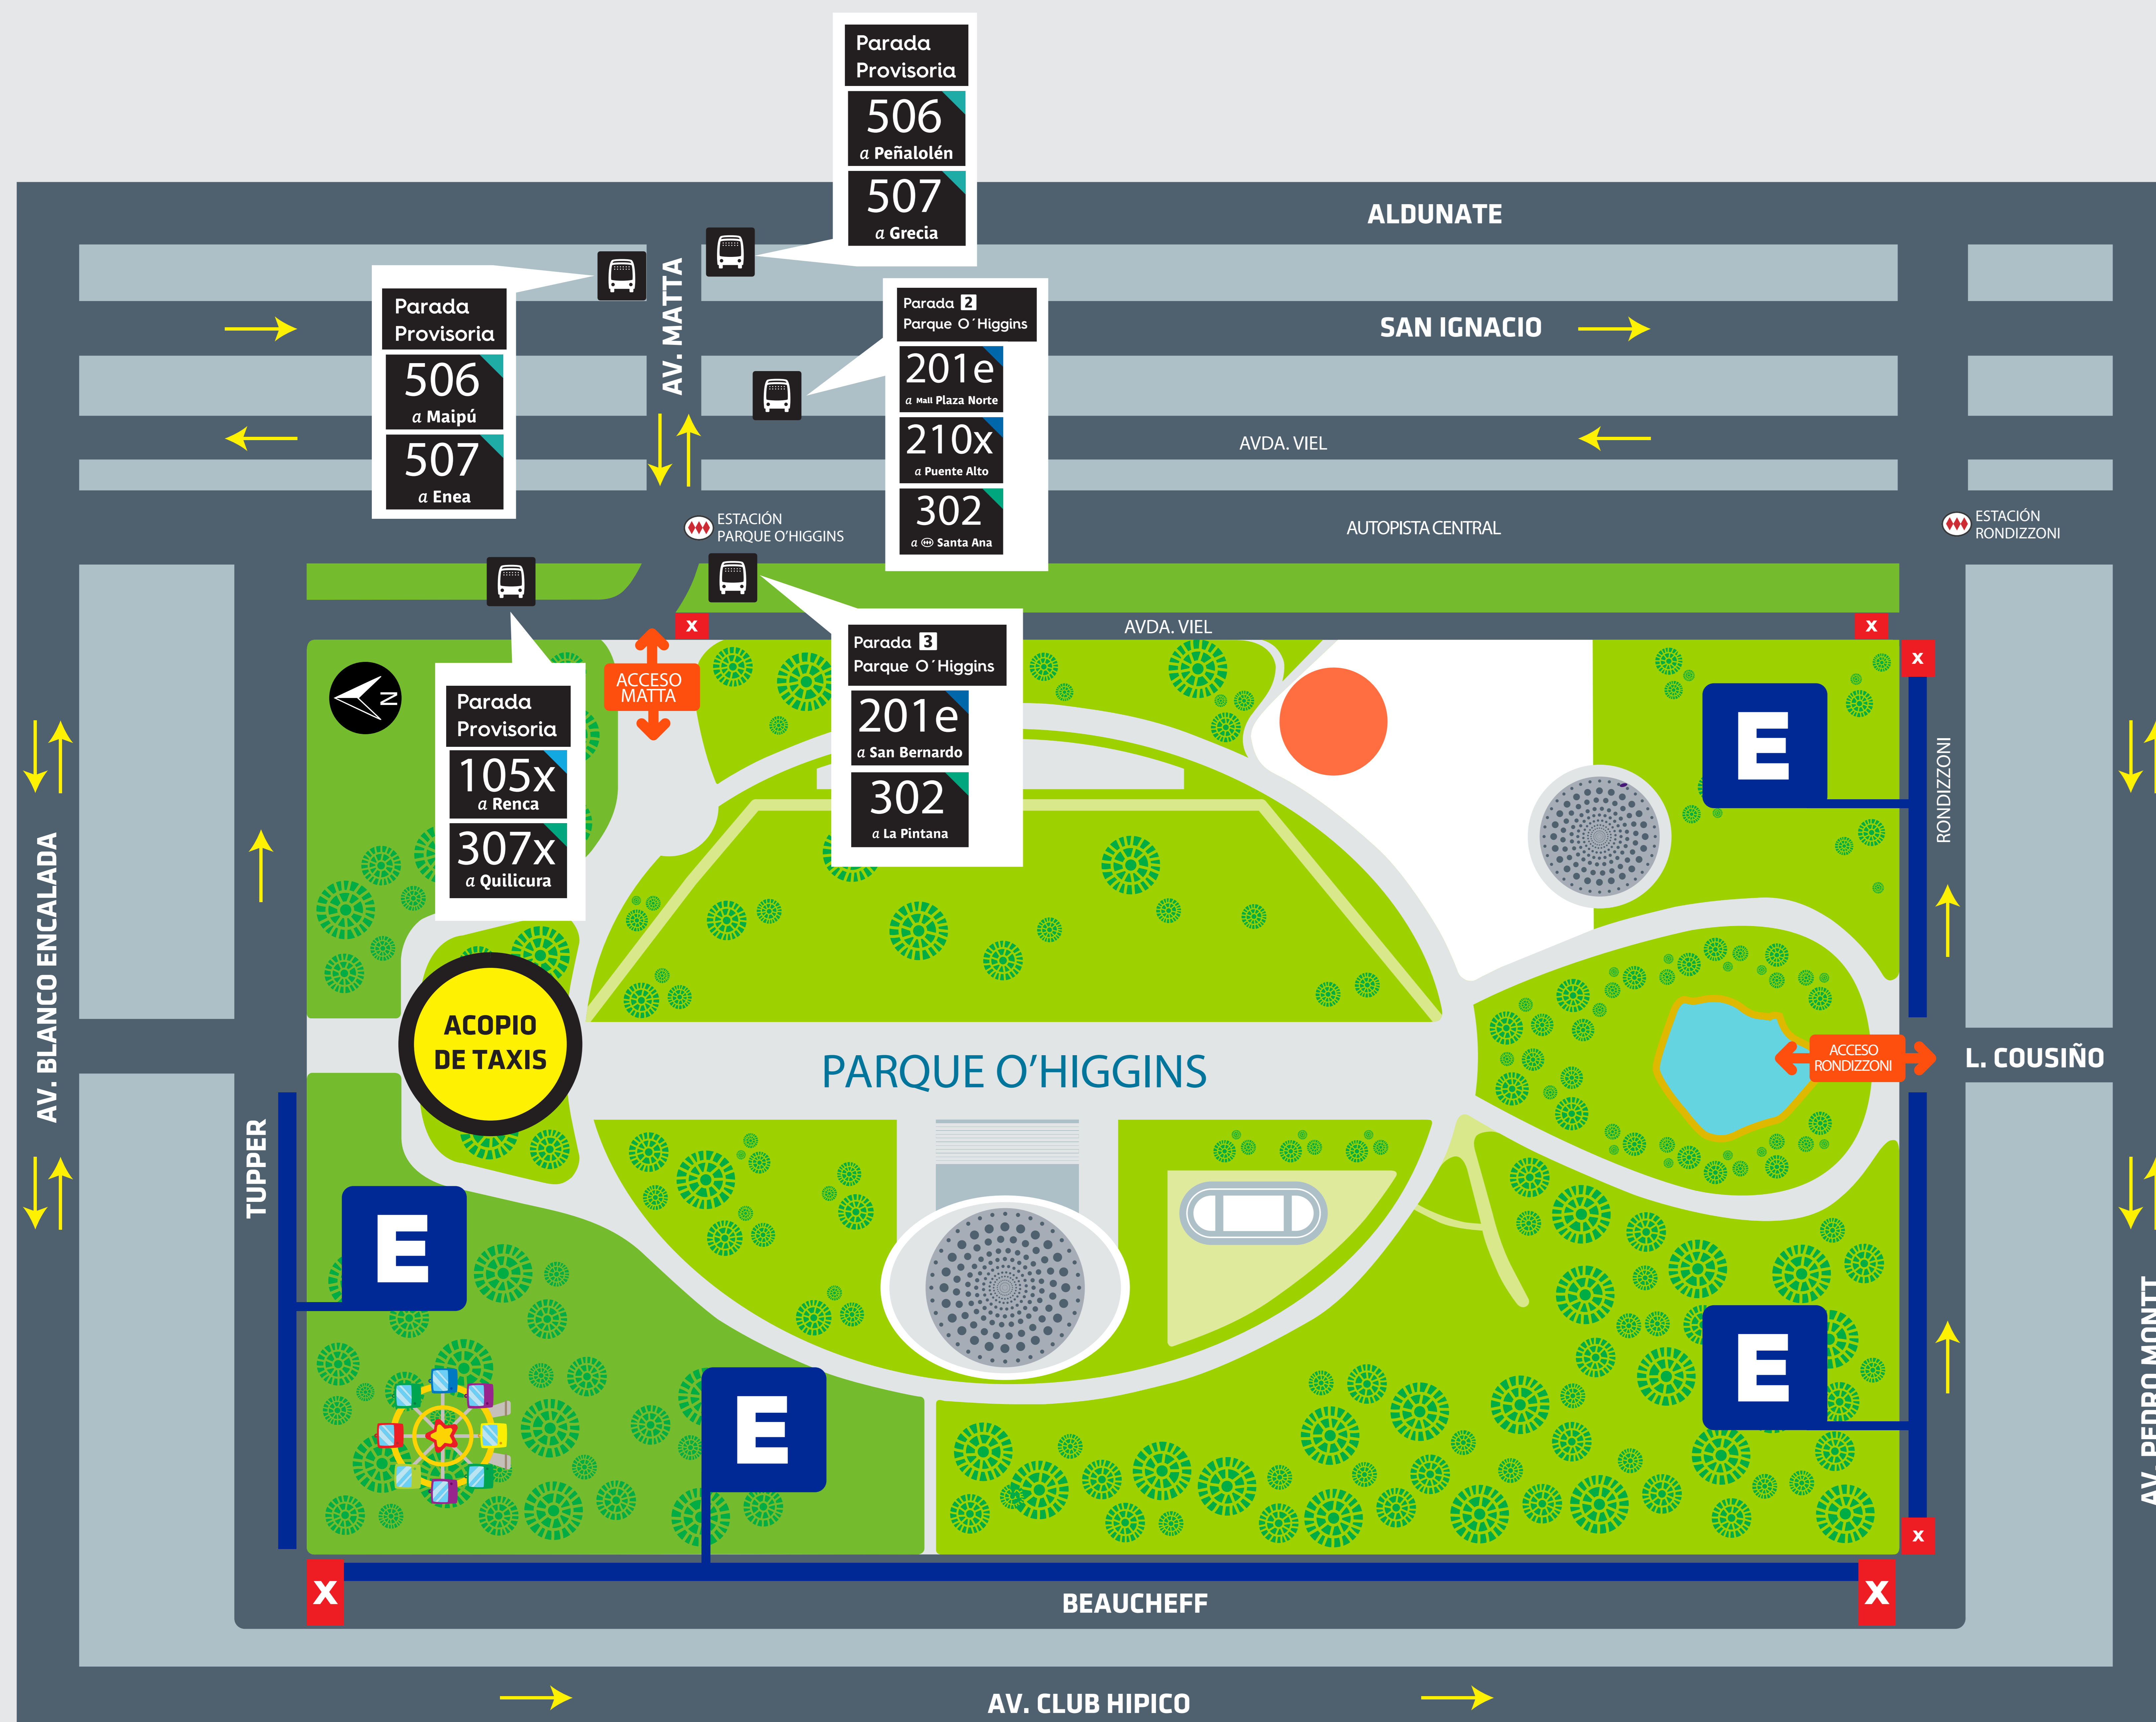 Parada
Provisoria
506
a Peñalolén
507
a Grecia
ALDUNATE
Parada
Provisoria
506
a Maipú
507
a Enea
AV. MATTA
Parada 2
Parque O´Higgins
201e
a Mall Plaza Norte
210x
a Puente Alto
302
a Santa Ana
SAN IGNACIO
AVDA. VIEL
ESTACIÓN
PARQUE O'HIGGINS
AUTOPISTA CENTRAL
ESTACIÓN
RONDIZZONI
X
AVDA. VIEL
X
X
N
ACCESO
MATTA
Parada
Provisoria
105x
a Renca
307x
a Quilicura
Parada 3
Parque O´Higgins
201e
a San Bernardo
302
a La Pintana
E
RONDIZZONI
AV. BLANCO ENCALADA
ACOPIO
DE TAXIS
PARQUE O'HIGGINS
ACCESO
RONDIZZONI
L. COUSIÑO
TUPPER
E
E
E
AV. PEDRO MONTT
X
X
X
BEAUCHEFF
AV. CLUB HIPICO